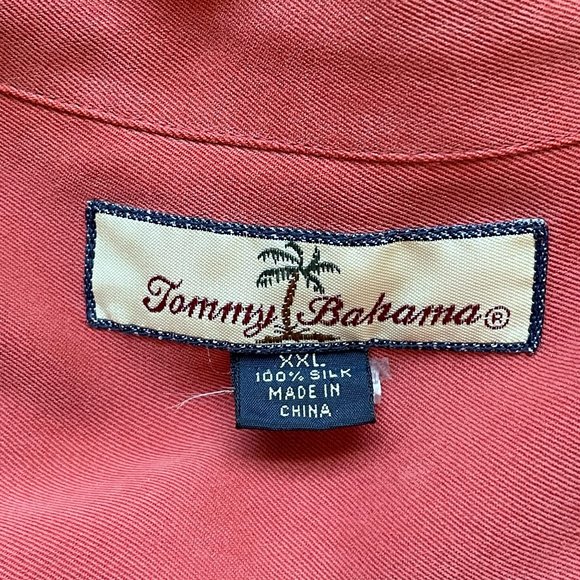 Tommy Bahama®
XXL
100% SILK
MADE IN
CHINA